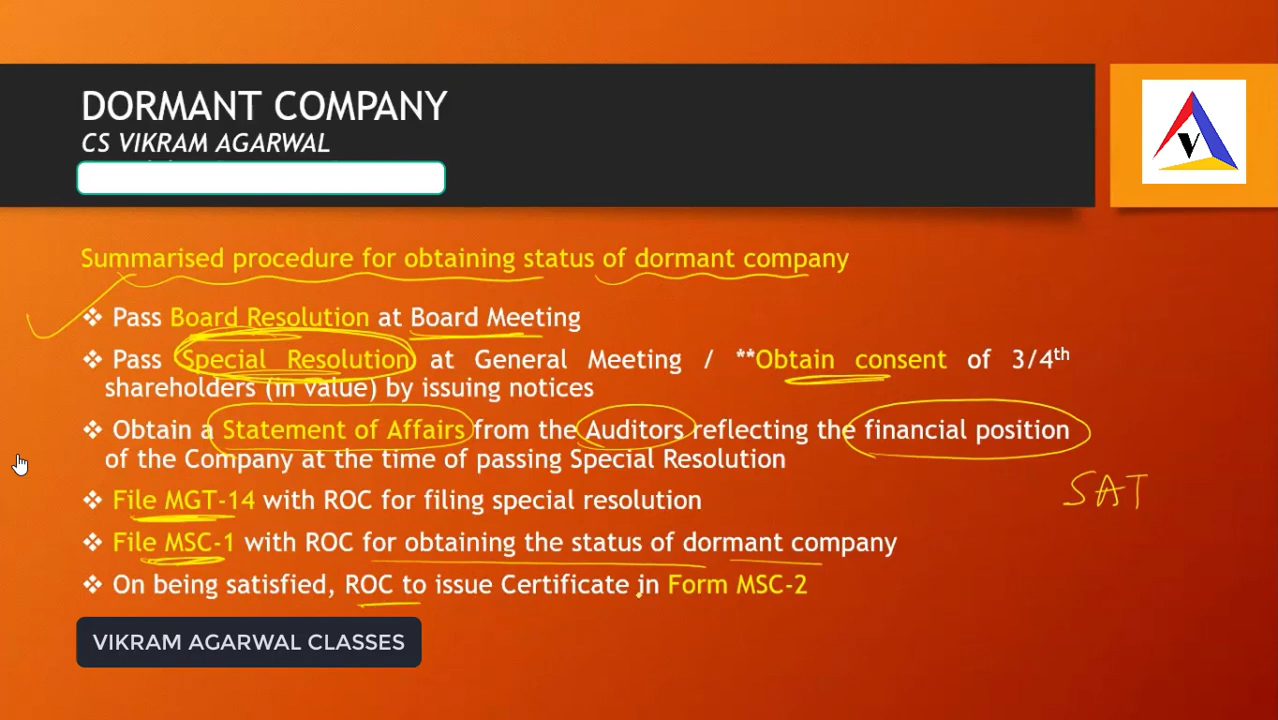 DORMANT COMPANY
CS VIKRAM AGARWAL
V
Summarised procedure for obtaining status of dormant company
❖ Pass Board Resolution at Board Meeting
❖ Pass Special Resolution at General Meeting / **Obtain consent of 3/4th
shareholders (in value) by issuing notices
❖ Obtain a Statement of Affairs from the Auditors reflecting the financial position
of the Company at the time of passing Special Resolution
SAT
❖ File MGT-14 with ROC for filing special resolution
❖ File MSC-1 with ROC for obtaining the status of dormant company
❖ On being satisfied, ROC to issue Certificate in Form MSC-2
VIKRAM AGARWAL CLASSES